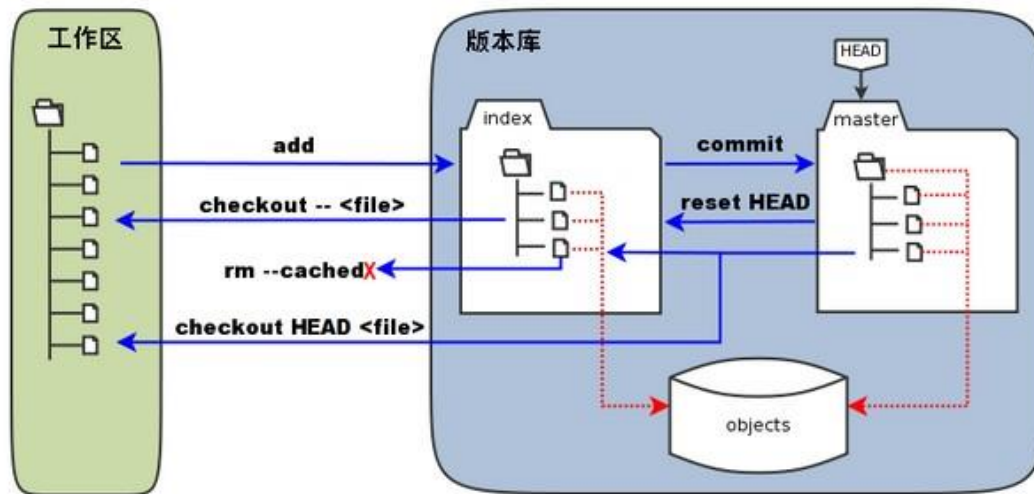 工作区
版本库
HEAD
index
master
add
commit
checkout -- <file>
reset HEAD
rm --cached
X
checkout HEAD <file>
objects